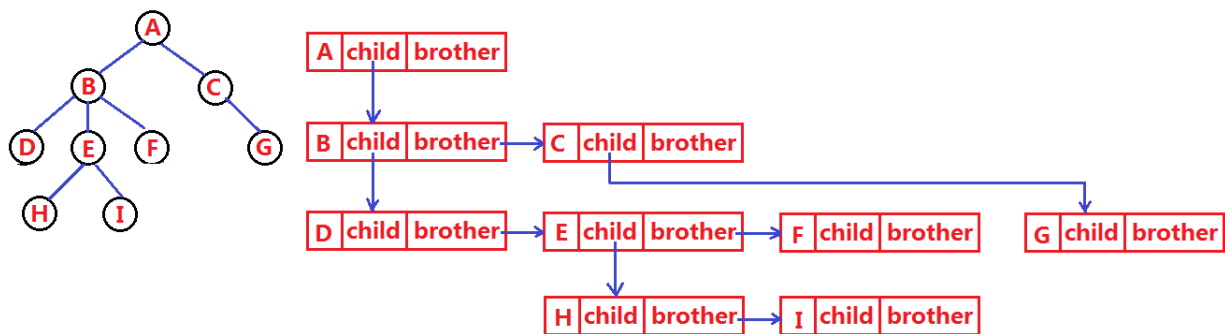 A
B
C
D
E
F
G
H
I
A child brother
B child brother
C child brother
D child brother
E child brother
F child brother
G child brother
H child brother
I child brother